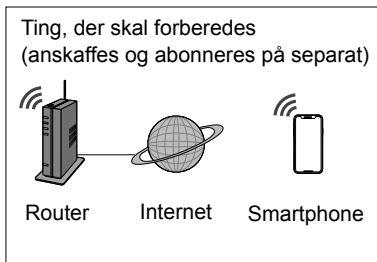 Ting, der skal forberedes
(anskaffes og abonneres på separat)
Router Internet Smartphone